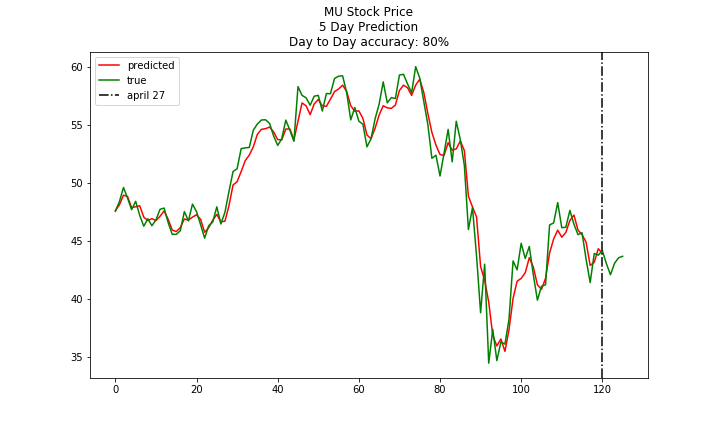 MU Stock Price
5 Day Prediction
Day to Day accuracy: 80%
predicted
true
april 27
60
55
50
45
40
35
0
20
40
60
80
100
120